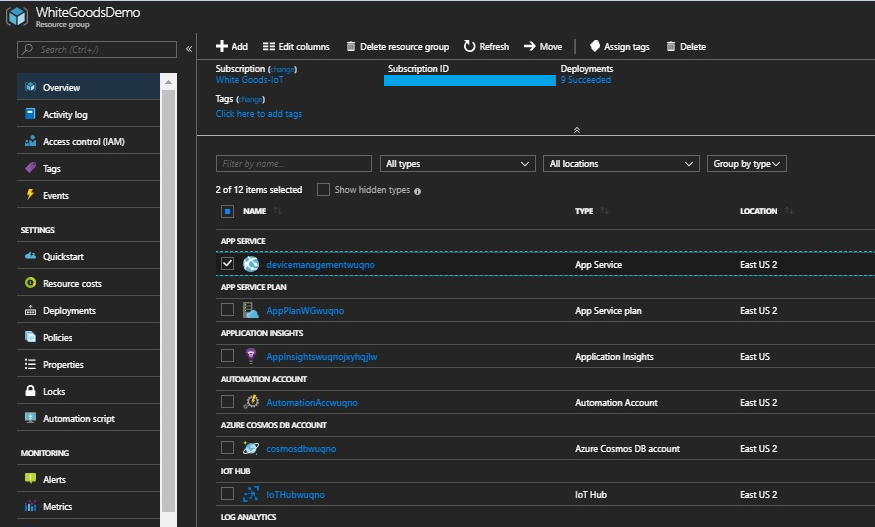 WhiteGoodsDemo
Resource group
Search (Ctrl+/)
«
Overview
Activity log
Access control (IAM)
Tags
Events
SETTINGS
Quickstart
Resource costs
Deployments
Policies
Properties
Locks
Automation script
MONITORING
Alerts
Metrics
Add
Edit columns
Delete resource group
Refresh
Move
Assign tags
Delete
Subscription (change)
White Goods-IoT
Subscription ID
Deployments
9 Succeeded
Tags (change)
Click here to add tags
Filter by name...
All types
All locations
Group by type
2 of 12 items selected
Show hidden types
NAME TYPE LOCATION
APP SERVICE
devicemanagementwuqno App Service East US 2
APP SERVICE PLAN
AppPlanWGwuqno App Service plan East US 2
APPLICATION INSIGHTS
AppInsightswuqnojxyhqjlw Application Insights East US
AUTOMATION ACCOUNT
AutomationAccwuqno Automation Account East US 2
AZURE COSMOS DB ACCOUNT
cosmosdbwuqno Azure Cosmos DB account East US 2
IOT HUB
IoTHubwuqno IoT Hub East US 2
LOG ANALYTICS